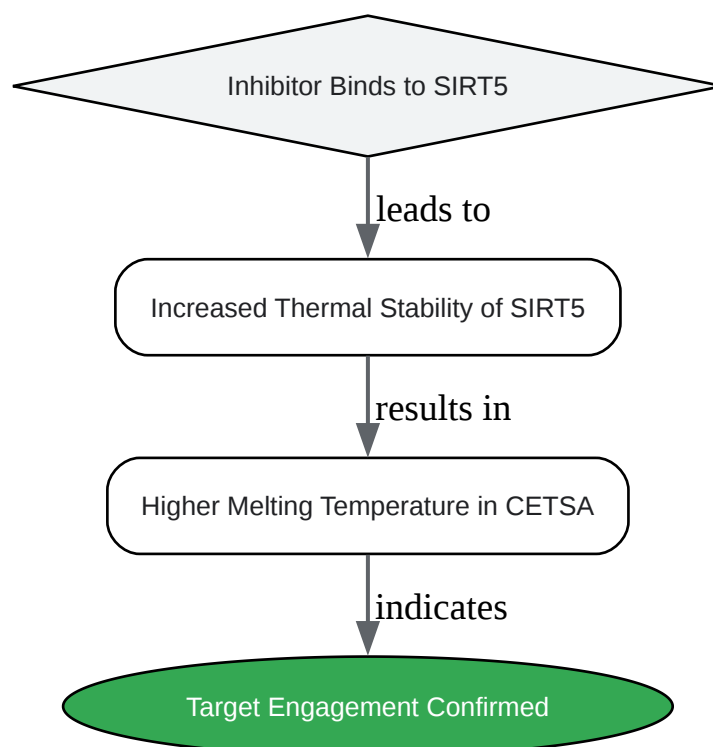 Inhibitor Binds to SIRT5
leads to
Increased Thermal Stability of SIRT5
results in
Higher Melting Temperature in CETSA
indicates
Target Engagement Confirmed